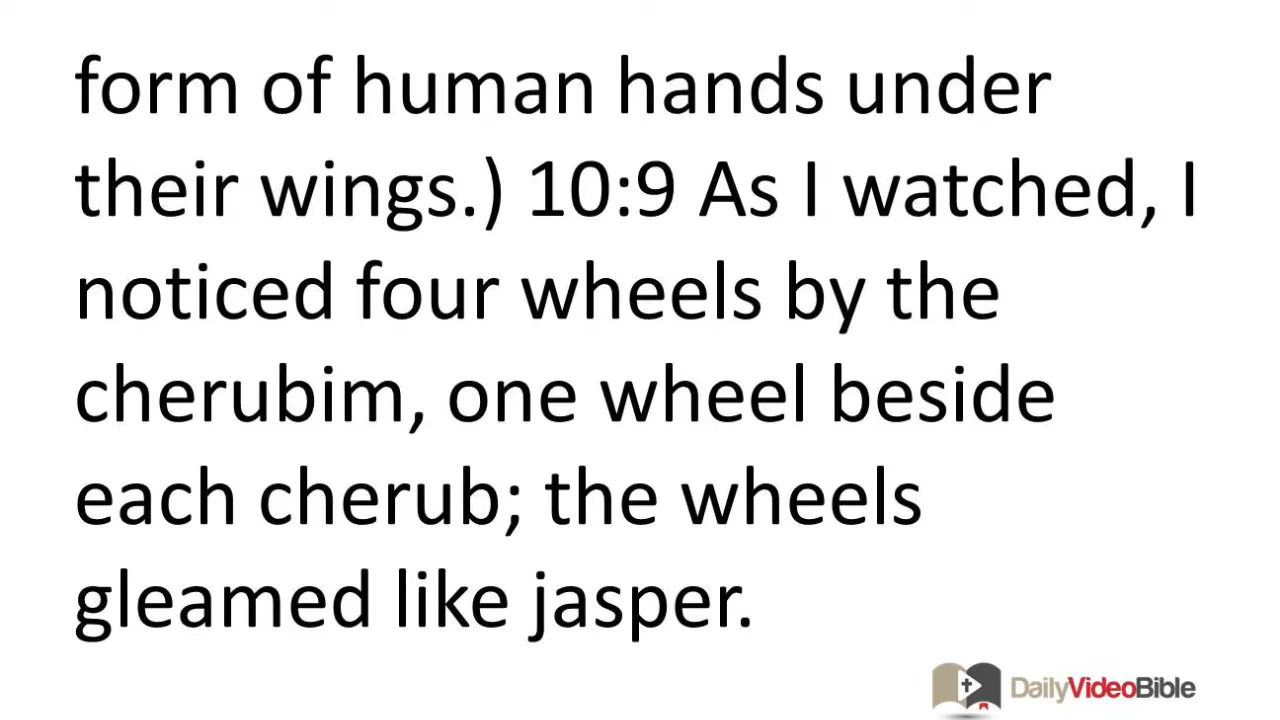 form of human hands under
their wings.) 10:9 As I watched, I
noticed four wheels by the
cherubim, one wheel beside
each cherub; the wheels
gleamed like jasper.
DailyVideoBible